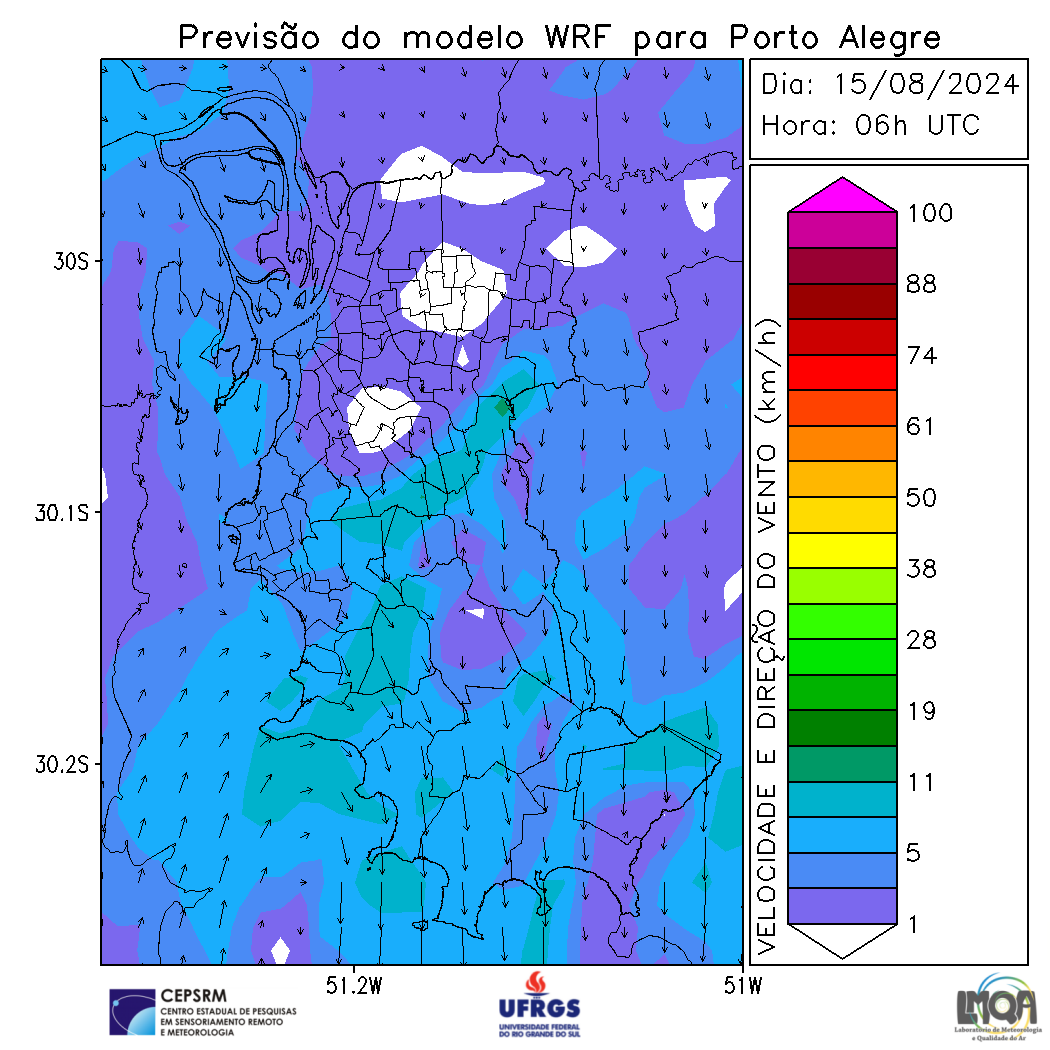 Previsão do modelo WRF para Porto Alegre
Dia: 15/08/2024
Hora: 06h UTC
30S
30.1S
30.2S
51.2W
51W
VELOCIDADE E DIREÇÃO DO VENTO (km/h)
100
88
74
61
50
38
28
19
11
5
1
CEPSRM
CENTRO ESTADUAL DE PESQUISAS
EM SENSORIAMENTO REMOTO
E METEOROLOGIA
UFRGS
UNIVERSIDADE FEDERAL
DO RIO GRANDE DO SUL
LMQA
Laboratório de Meteorologia
e Qualidade do Ar